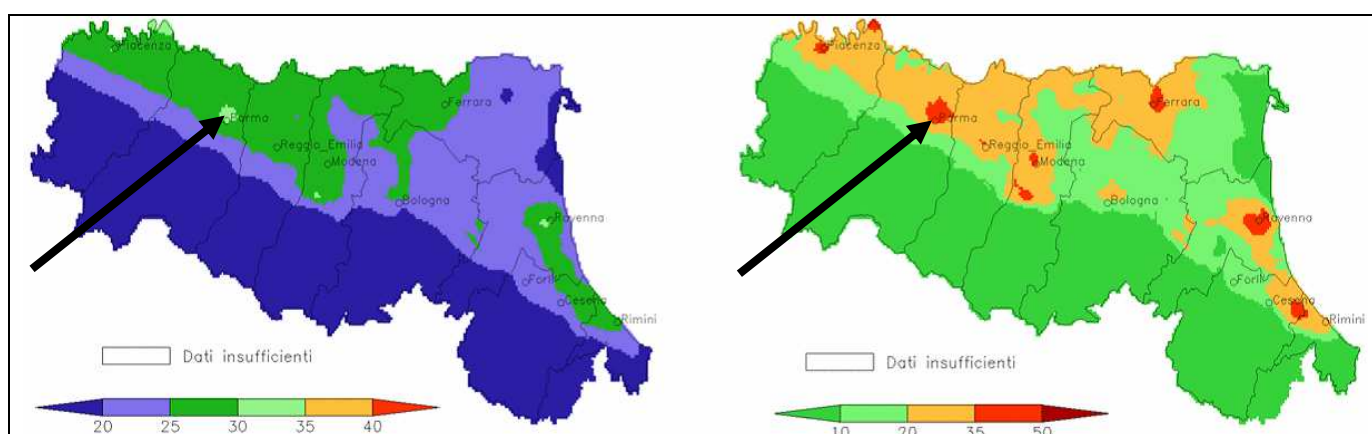 Piacenza
Parma
Ferrara
Reggio_Emilia
Modena
Bologna
Ravenna
Forlì
Cesena
Rimini
Dati insufficienti
20 25 30 35 40
Piacenza
Parma
Ferrara
Reggio_Emilia
Modena
Bologna
Ravenna
Forlì
Cesena
Rimini
Dati insufficienti
10 20 35 50